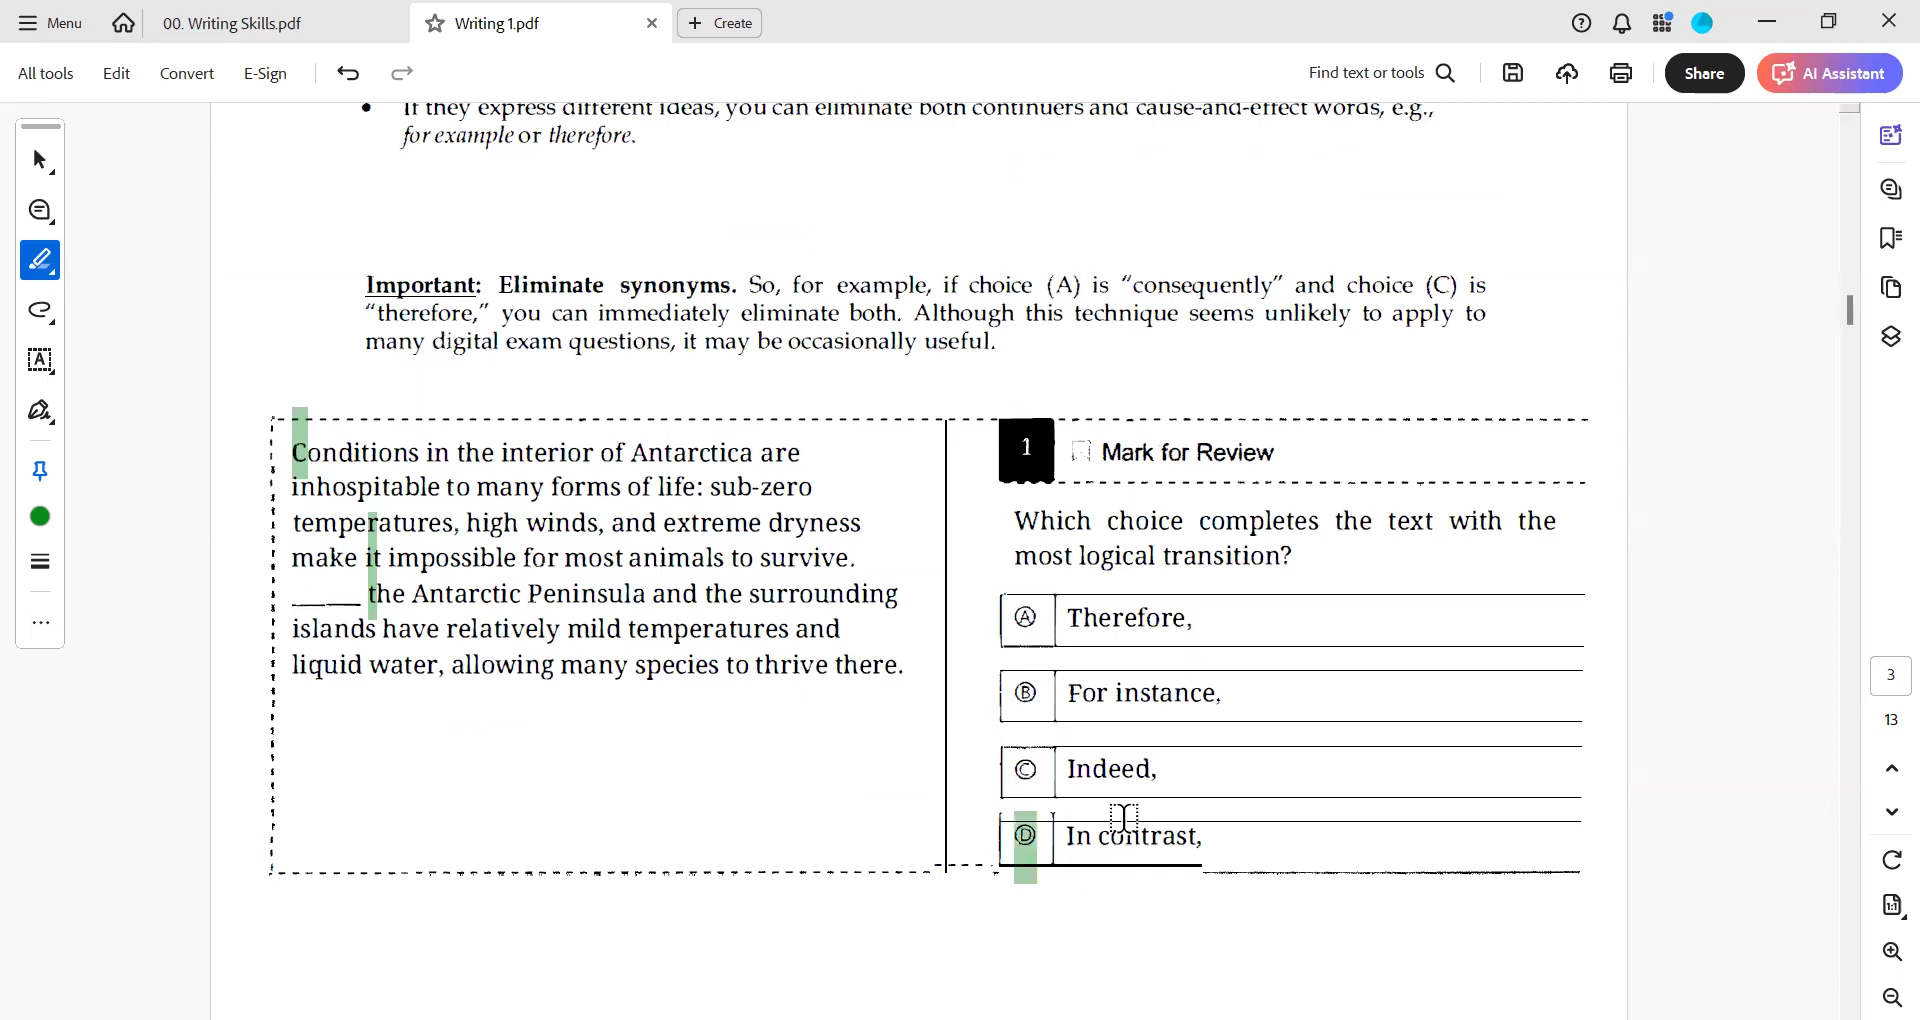 Menu
00. Writing Skills.pdf
Writing 1.pdf
Create
All tools
Edit
Convert
E-Sign
Find text or tools
Share
AI Assistant
If they express different ideas, you can eliminate both continuers and cause-and-effect words, e.g.,
for example or therefore.
Important: Eliminate synonyms. So, for example, if choice (A) is “consequently” and choice (C) is
“therefore,” you can immediately eliminate both. Although this technique seems unlikely to apply to
many digital exam questions, it may be occasionally useful.
Conditions in the interior of Antarctica are
inhospitable to many forms of life: sub-zero
temperatures, high winds, and extreme dryness
make it impossible for most animals to survive.
_____ the Antarctic Peninsula and the surrounding
islands have relatively mild temperatures and
liquid water, allowing many species to thrive there.
1 Mark for Review
Which choice completes the text with the
most logical transition?
A Therefore,
B For instance,
C Indeed,
D In contrast,
3
13